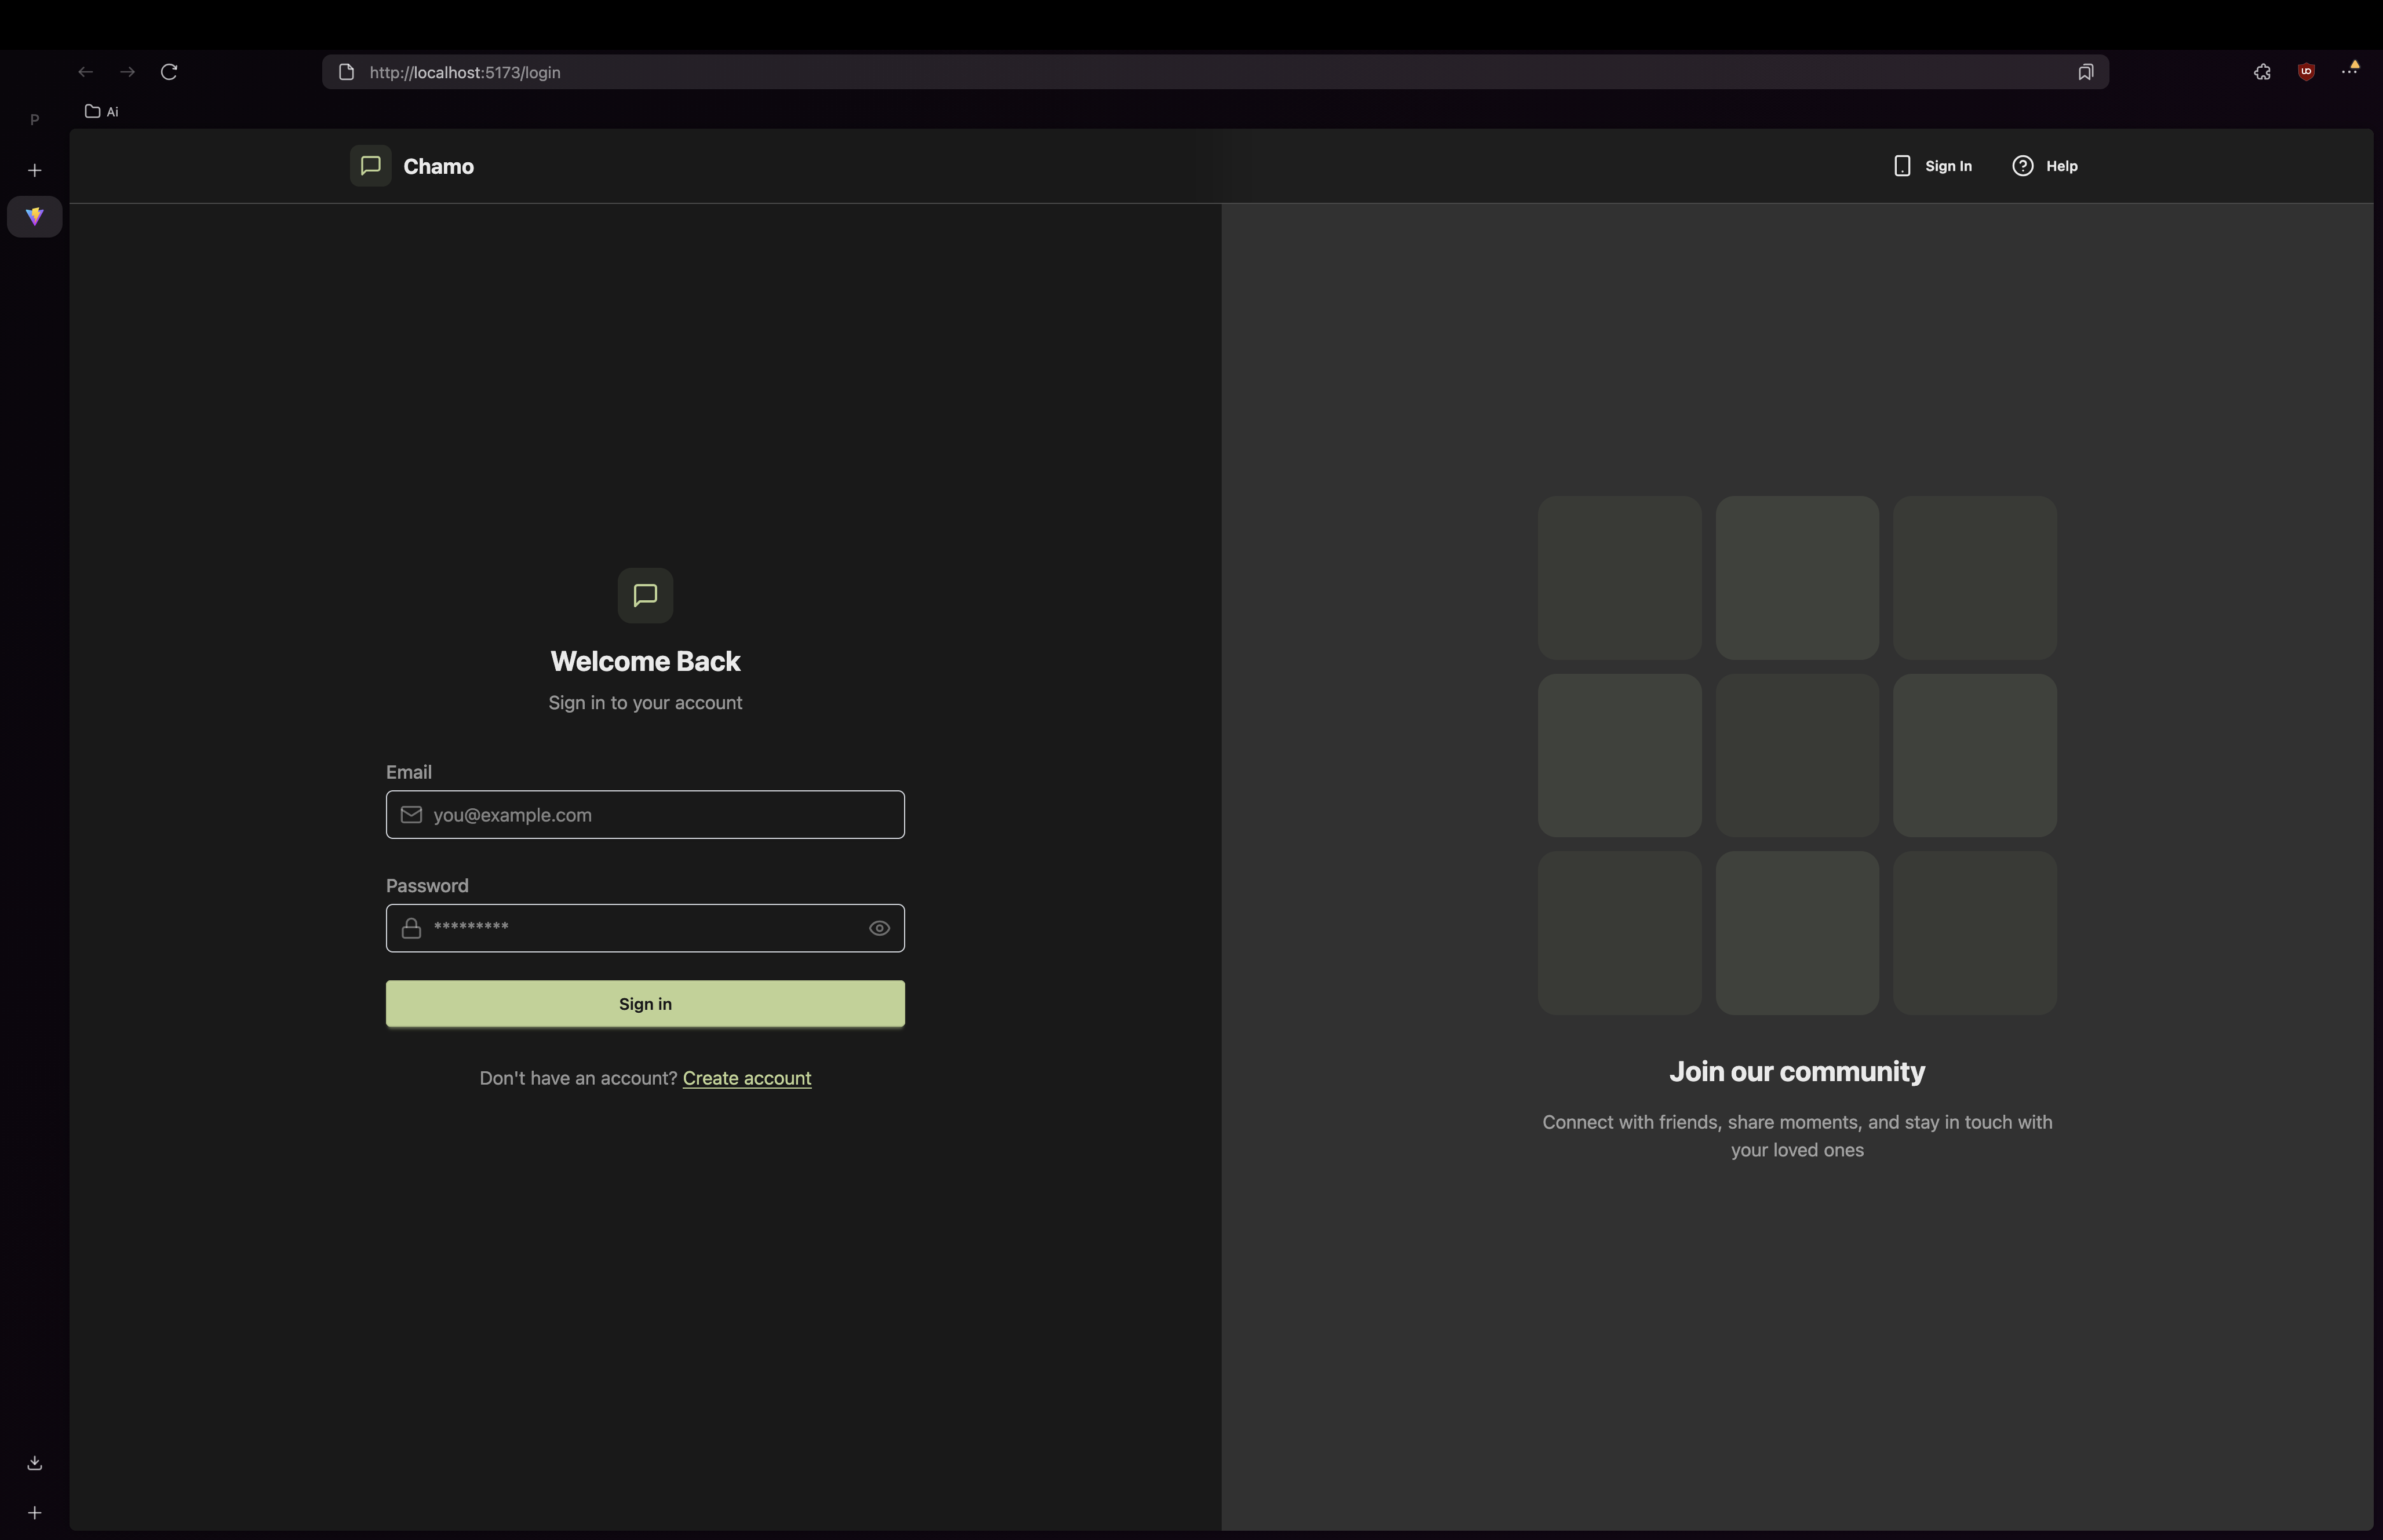 http://localhost:5173/login
Ai
P
Chamo
Sign In
Help
Welcome Back
Sign in to your account
Email
you@example.com
Password
*********
Sign in
Don't have an account? Create account
Join our community
Connect with friends, share moments, and stay in touch with
your loved ones